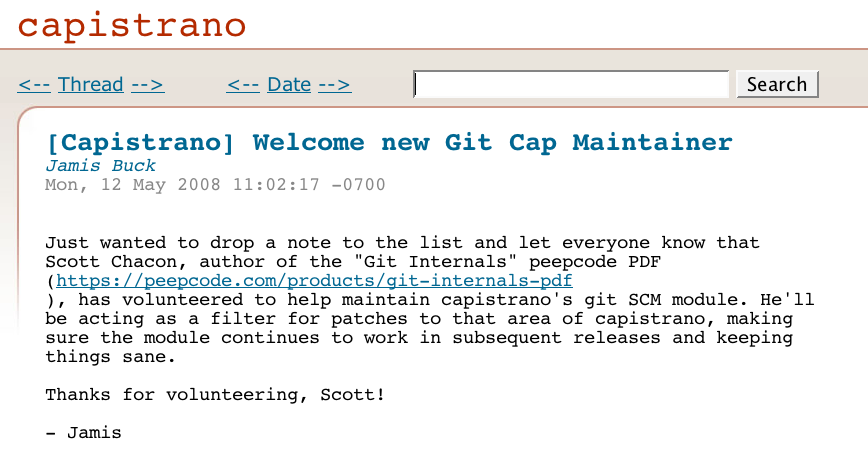 capistrano
<-- Thread --> <-- Date --> Search
[Capistrano] Welcome new Git Cap Maintainer
Jamis Buck
Mon, 12 May 2008 11:02:17 -0700
Just wanted to drop a note to the list and let everyone know that
Scott Chacon, author of the "Git Internals" peepcode PDF
(https://peepcode.com/products/git-internals-pdf
), has volunteered to help maintain capistrano's git SCM module. He'll
be acting as a filter for patches to that area of capistrano, making
sure the module continues to work in subsequent releases and keeping
things sane.
Thanks for volunteering, Scott!
- Jamis